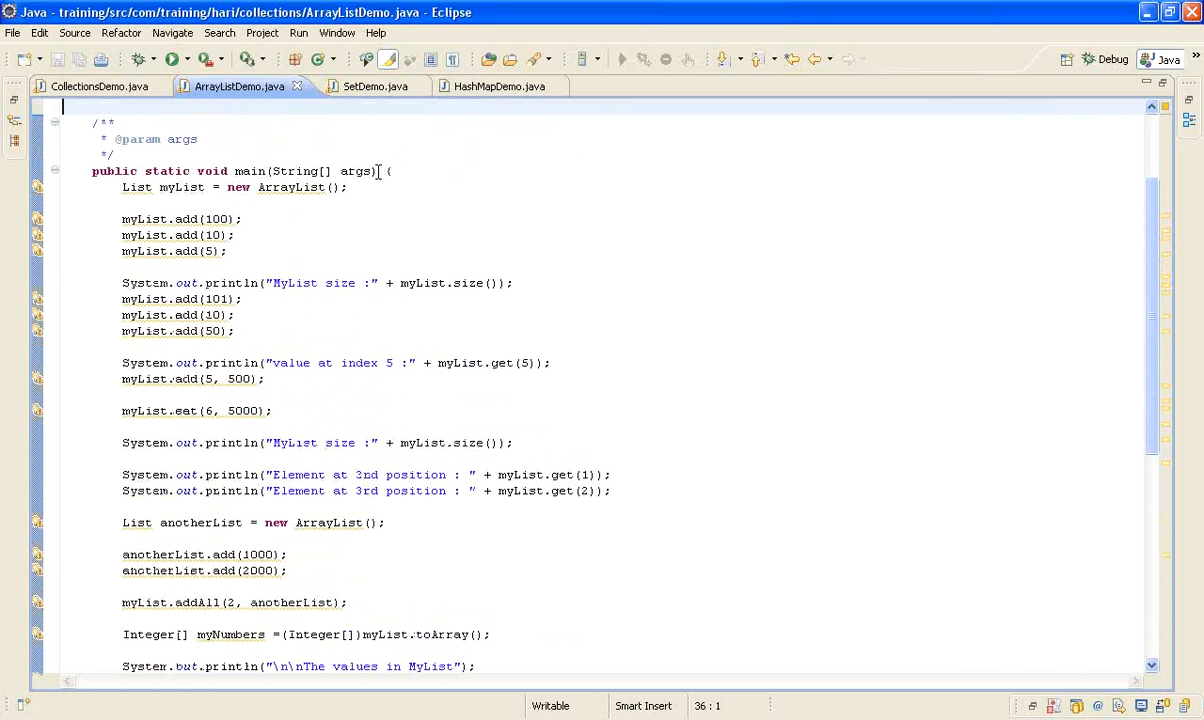 Java - training/src/com/training/hari/collections/ArrayListDemo.java - Eclipse
File Edit Source Refactor Navigate Search Project Run Window Help
Debug Java
CollectionsDemo.java ArrayListDemo.java SetDemo.java HashMapDemo.java
/**
* @param args
*/
public static void main(String[] args) {
List myList = new ArrayList();
myList.add(100);
myList.add(10);
myList.add(5);
System.out.println("MyList size :" + myList.size());
myList.add(101);
myList.add(10);
myList.add(50);
System.out.println("value at index 5 :" + myList.get(5));
myList.add(5, 500);
myList.set(6, 5000);
System.out.println("MyList size :" + myList.size());
System.out.println("Element at 2nd position : " + myList.get(1));
System.out.println("Element at 3rd position : " + myList.get(2));
List anotherList = new ArrayList();
anotherList.add(1000);
anotherList.add(2000);
myList.addAll(2, anotherList);
Integer[] myNumbers =(Integer[])myList.toArray();
System.out.println("\n\nThe values in MyList");
Writable Smart Insert 36 : 1